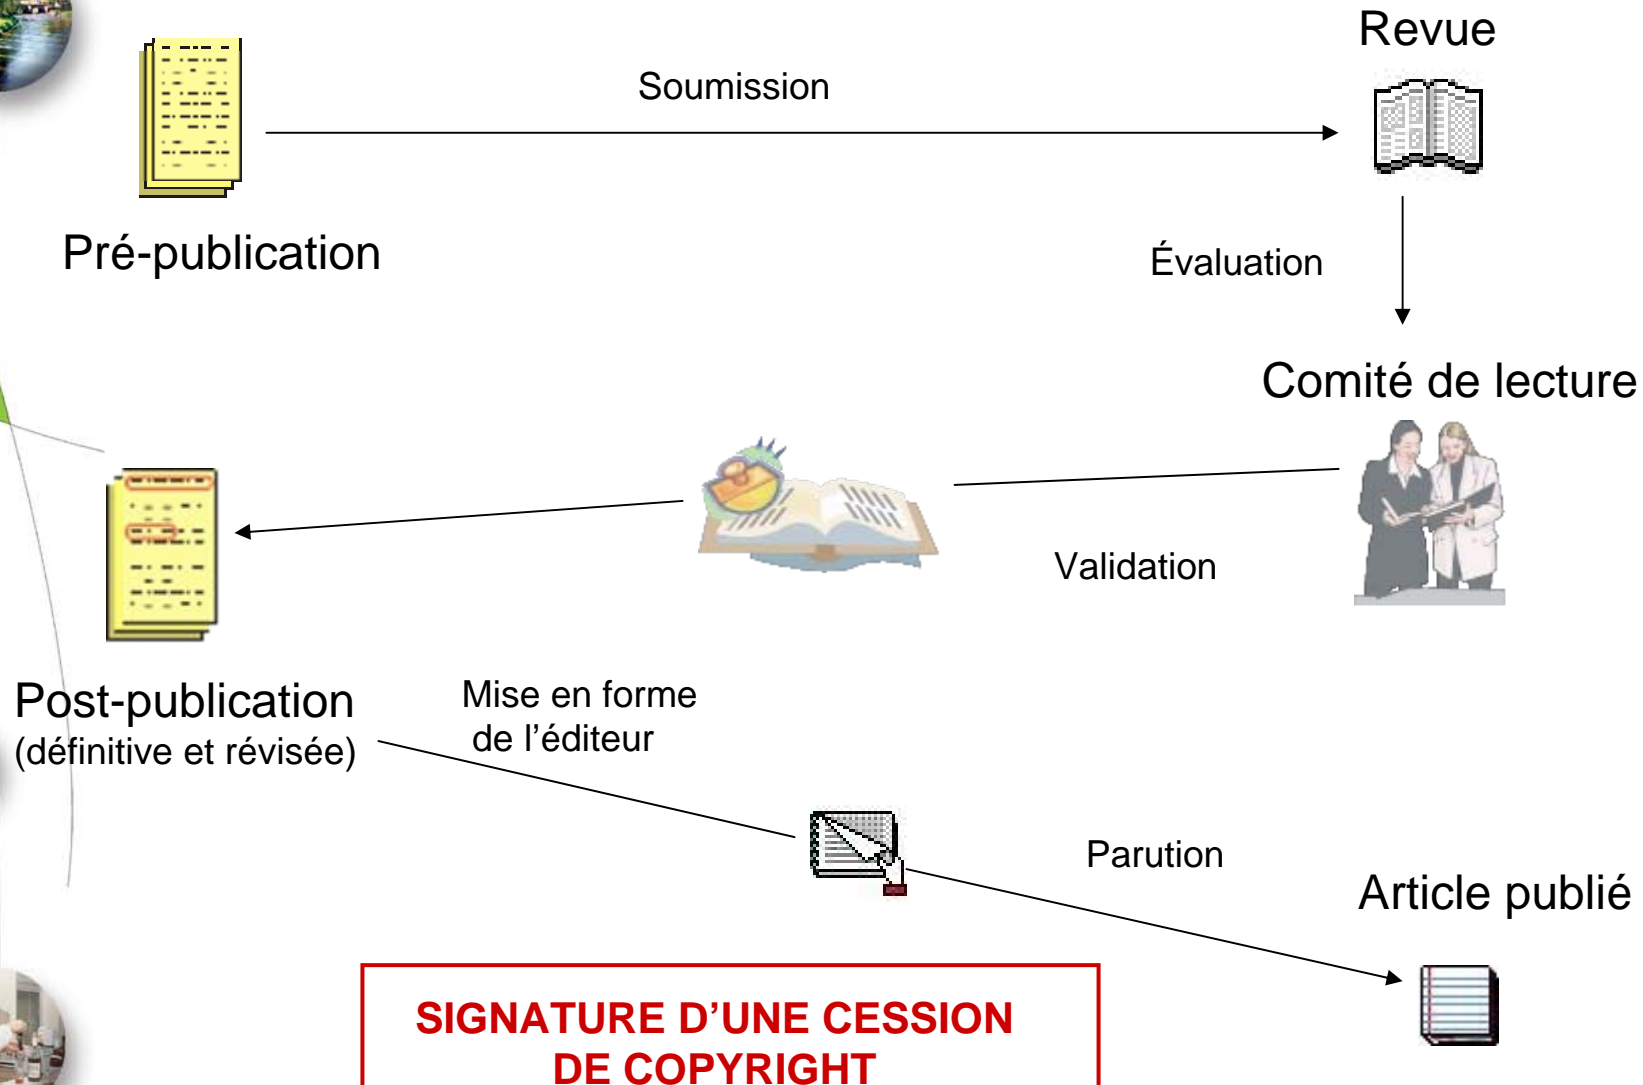 Revue
Soumission
Pré-publication
Évaluation
Comité de lecture
Validation
Post-publication
(définitive et révisée)
Mise en forme
de l’éditeur
Parution
Article publié
SIGNATURE D’UNE CESSION
DE COPYRIGHT